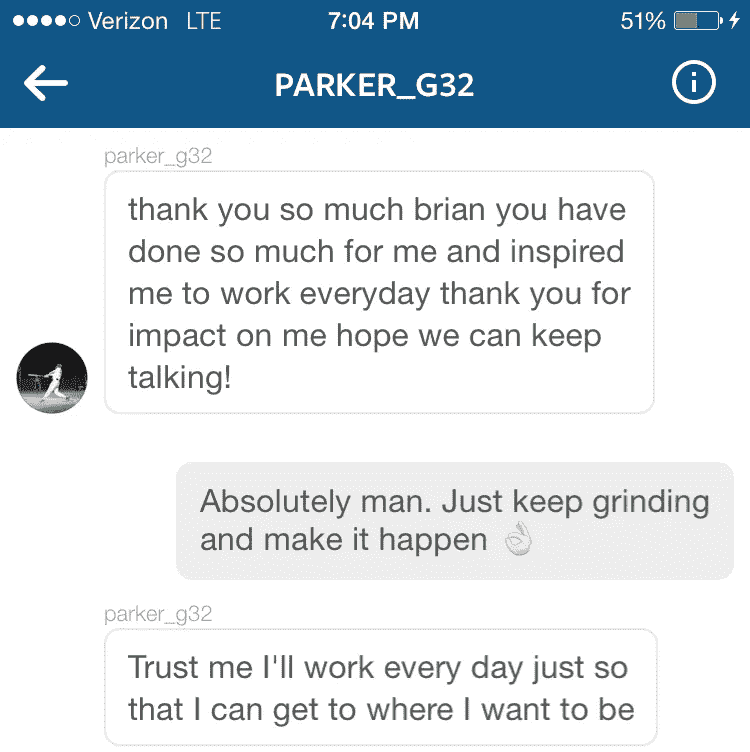 Verizon LTE 7:04 PM 51%
PARKER_G32
parker_g32
thank you so much brian you have
done so much for me and inspired
me to work everyday thank you for
impact on me hope we can keep
talking!
Absolutely man. Just keep grinding
and make it happen 👌
parker_g32
Trust me I'll work every day just so
that I can get to where I want to be